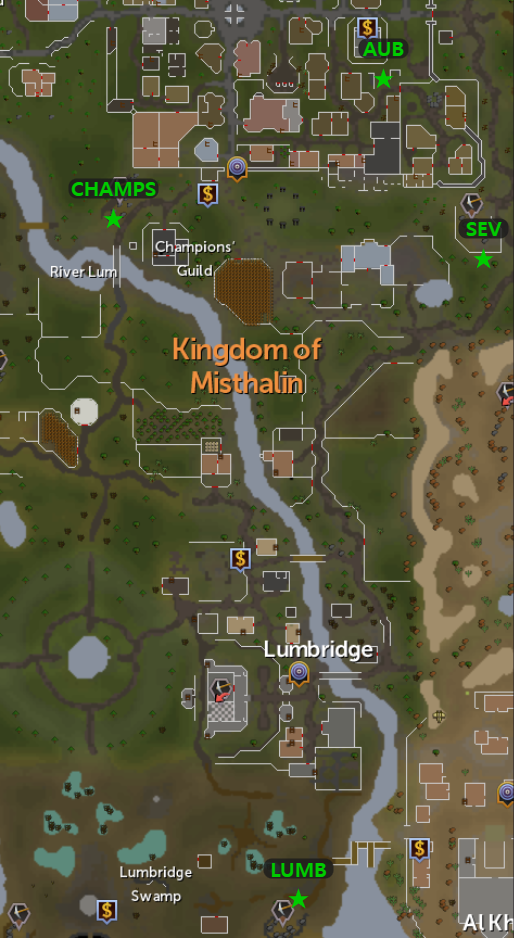 AUB
CHAMPS
SEV
Champions'
Guild
River Lum
Kingdom of
Misthalin
Lumbridge
LUMB
Lumbridge
Swamp
Al Kh